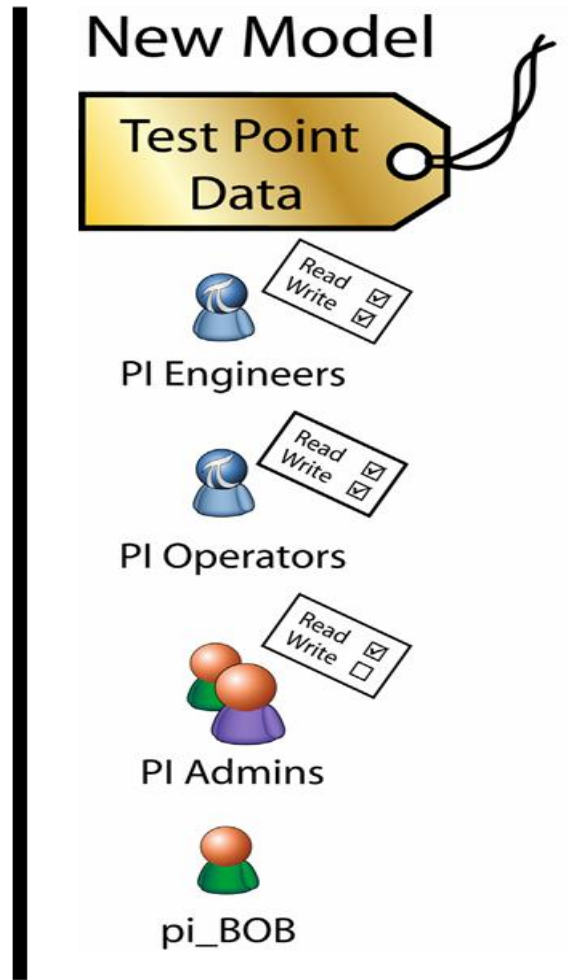 New Model
Test Point
Data
Read
Write
PI Engineers
Read
Write
PI Operators
Read
Write
PI Admins
pi_BOB